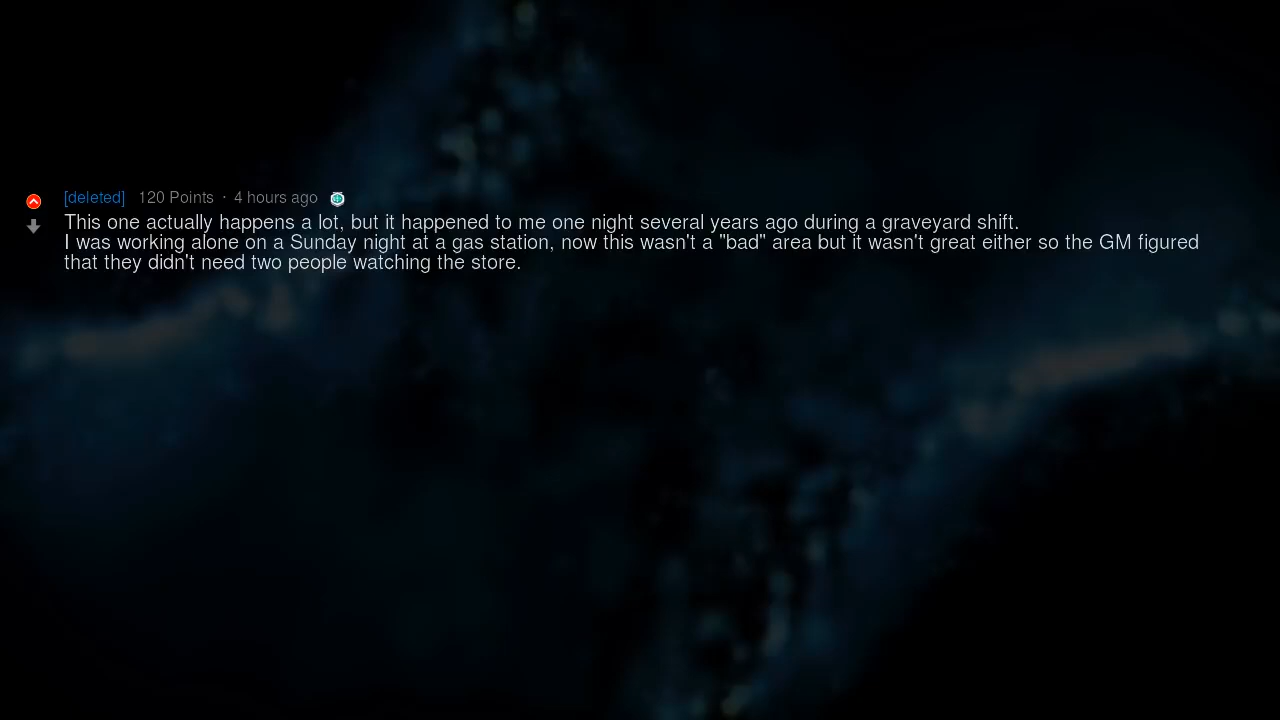 [deleted] 120 Points · 4 hours ago
This one actually happens a lot, but it happened to me one night several years ago during a graveyard shift.
I was working alone on a Sunday night at a gas station, now this wasn't a "bad" area but it wasn't great either so the GM figured
that they didn't need two people watching the store.